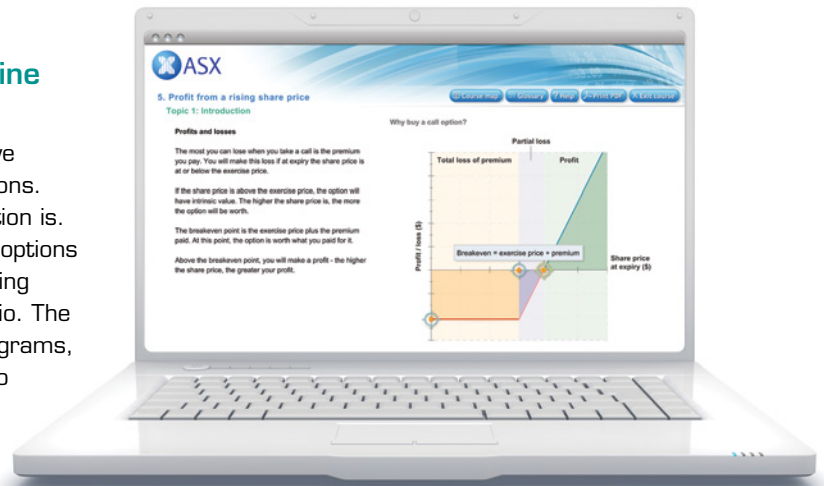 ine
ve
ons.
tion is.
options
ing
io. The
grams,
o
ASX
5. Profit from a rising share price
Course map Glossary ? Help Print PDF X Exit course
Topic 1: Introduction
Profits and losses
The most you can lose when you take a call is the premium
you pay. You will make this loss if at expiry the share price is
at or below the exercise price.
If the share price is above the exercise price, the option will
have intrinsic value. The higher the share price is, the more
the option will be worth.
The breakeven point is the exercise price plus the premium
paid. At this point, the option is worth what you paid for it.
Above the breakeven point, you will make a profit - the higher
the share price, the greater your profit.
Why buy a call option?
Partial loss
Total loss of premium
Profit
Profit / loss ($)
Breakeven = exercise price + premium
Share price
at expiry ($)